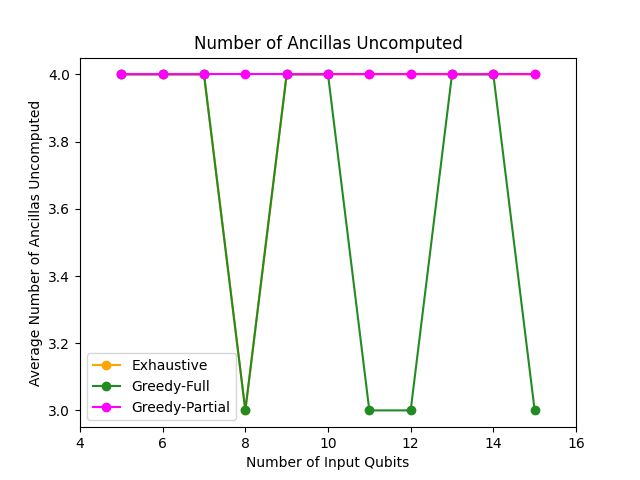 Number of Ancillas Uncomputed
Average Number of Ancillas Uncomputed
4.0
3.8
3.6
3.4
3.2
3.0
Exhaustive
Greedy-Full
Greedy-Partial
4 6 8 10 12 14 16
Number of Input Qubits